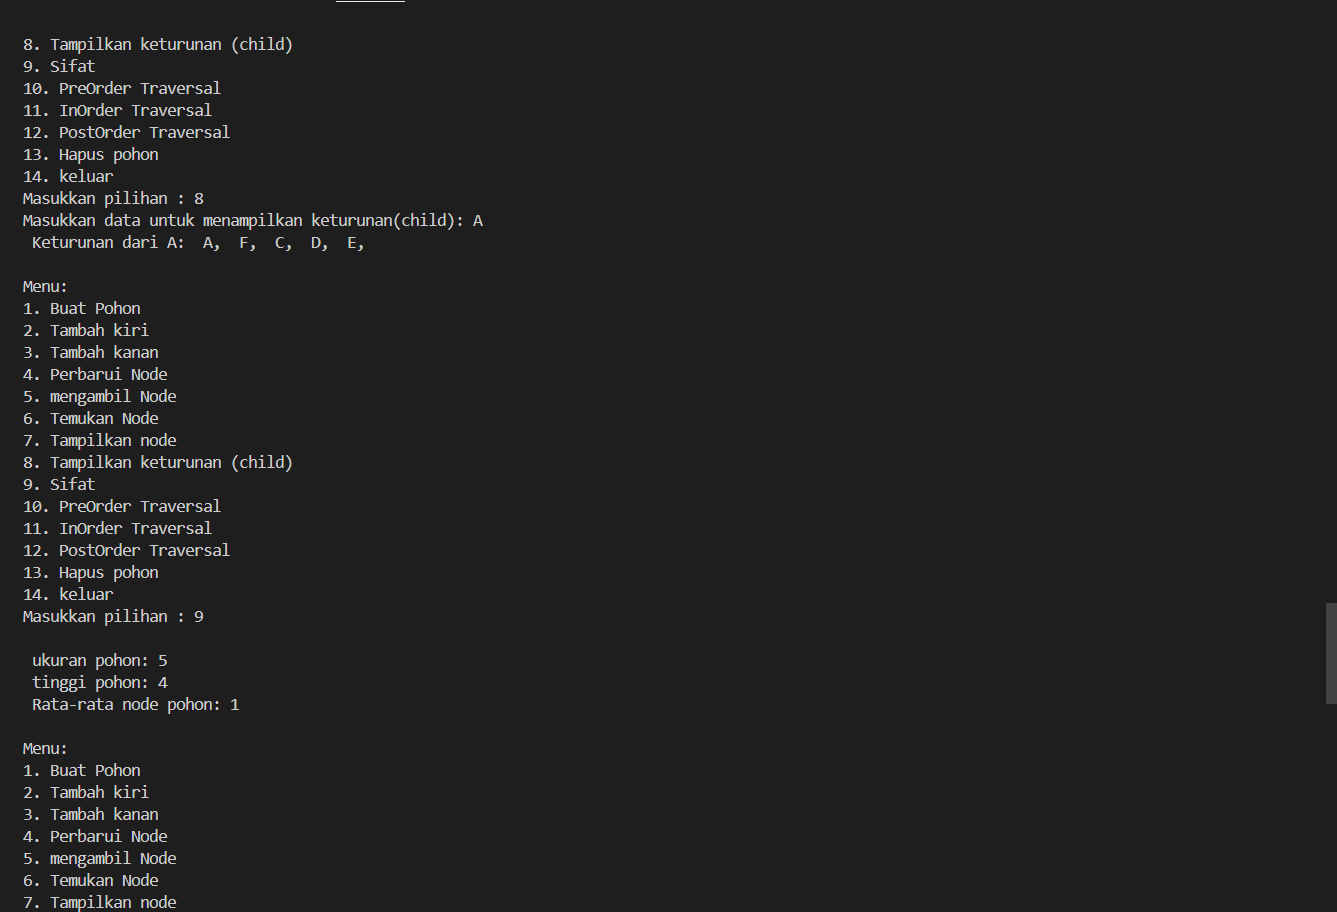 8. Tampilkan keturunan (child)
9. Sifat
10. PreOrder Traversal
11. InOrder Traversal
12. PostOrder Traversal
13. Hapus pohon
14. keluar
Masukkan pilihan : 8
Masukkan data untuk menampilkan keturunan(child): A
Keturunan dari A:  A,  F,  C,  D,  E,
Menu:
1. Buat Pohon
2. Tambah kiri
3. Tambah kanan
4. Perbarui Node
5. mengambil Node
6. Temukan Node
7. Tampilkan node
8. Tampilkan keturunan (child)
9. Sifat
10. PreOrder Traversal
11. InOrder Traversal
12. PostOrder Traversal
13. Hapus pohon
14. keluar
Masukkan pilihan : 9
ukuran pohon: 5
tinggi pohon: 4
Rata-rata node pohon: 1
Menu:
1. Buat Pohon
2. Tambah kiri
3. Tambah kanan
4. Perbarui Node
5. mengambil Node
6. Temukan Node
7. Tampilkan node